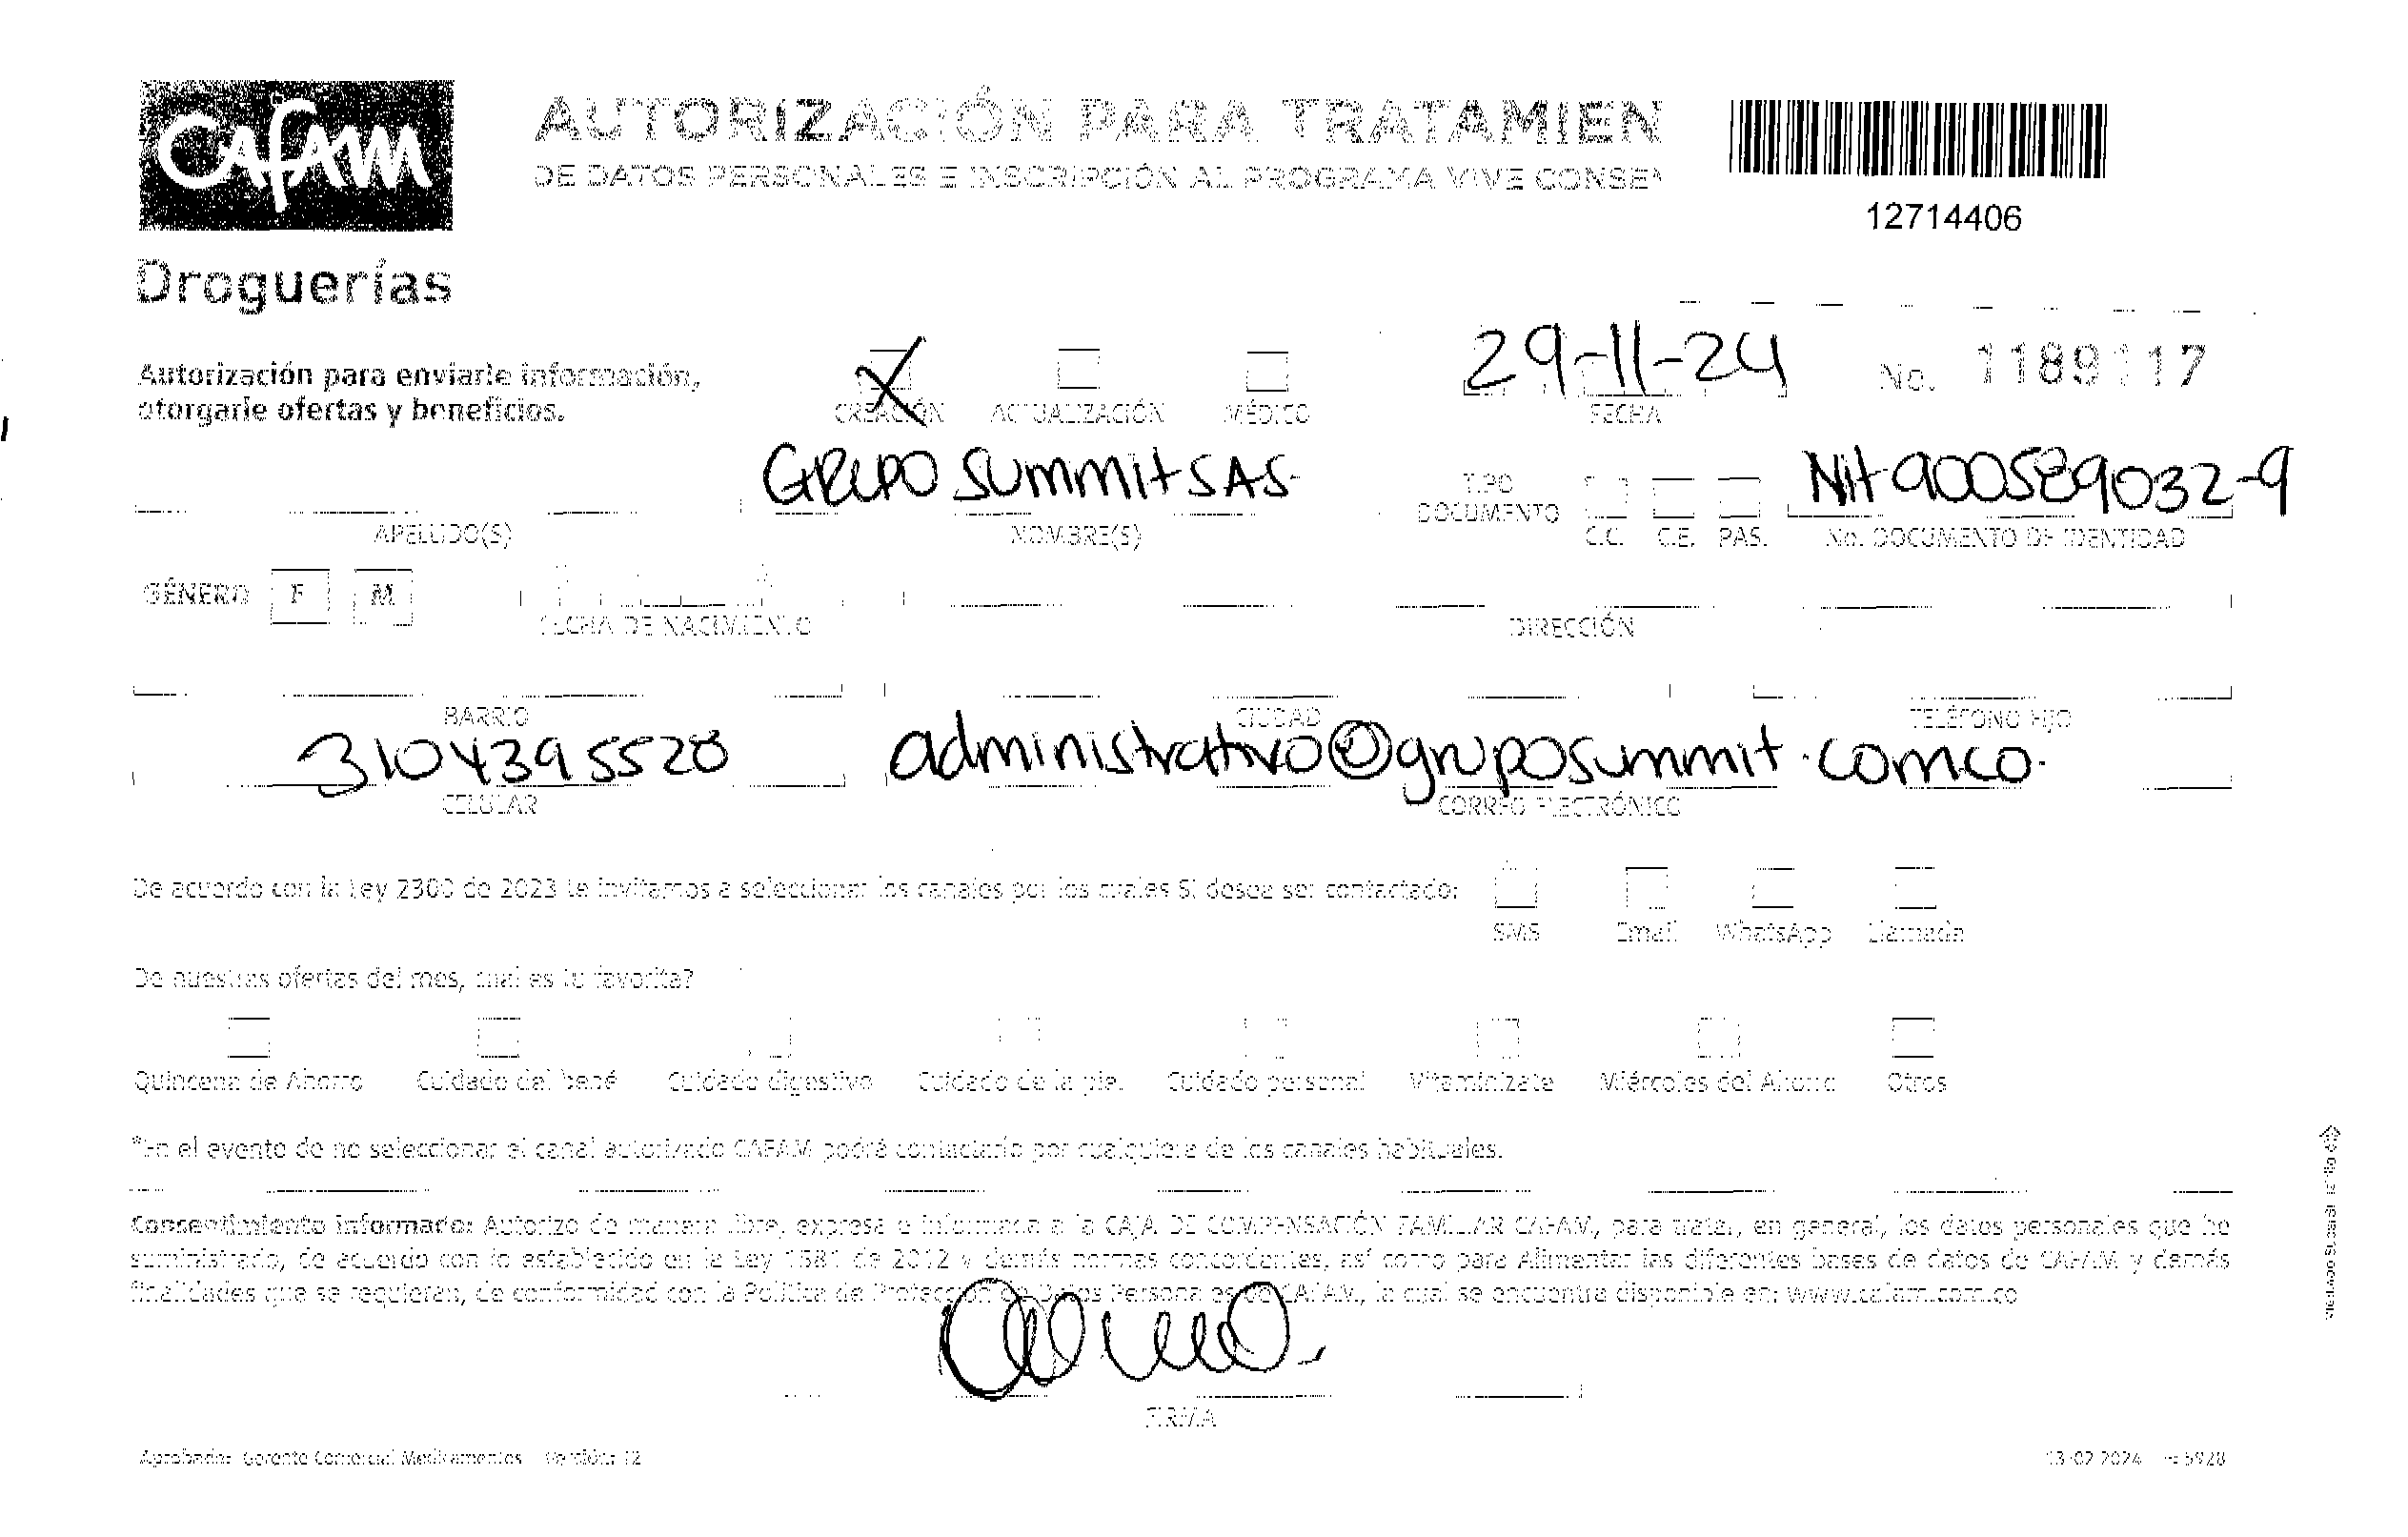 Cafam
AUTORIZACIÓN PARA TRATAMIEN
DE DATOS PERSONALES E INSCRIPCIÓN AL PROGRAMA VIVE CONSE
12714406
Droguerías
Autorización para enviarle información,
otorgarle ofertas y beneficios.
CREACIÓN ACTUALIZACIÓN MÉDICO
29-11-24
FECHA
No. 1189117
GRUPO SUMMIT SAS
APELLIDO(S) NOMBRE(S)
TIPO DOCUMENTO C.C. C.E. PAS.
Nit 900589032-9
No. DOCUMENTO DE IDENTIDAD
GÉNERO F M FECHA DE NACIMIENTO DIRECCIÓN
BARRIO CIUDAD TELÉFONO FIJO
3104395520 administrativo@gruposummit.com.co.
CELULAR CORREO ELECTRÓNICO
De acuerdo con la Ley 2300 de 2023 te invitamos a seleccionar los canales por los cuales SI desea ser contactado:
SMS Email WhatsApp Llamada
De nuestras ofertas del mes, cual es tu favorita?
Quincena de Ahorro Cuidado del bebé Cuidado digestivo Cuidado de la piel Cuidado personal Vitamínizate Miércoles del Ahorro Otros
*En el evento de no seleccionar el canal autorizado CAFAM podrá contactarlo por cualquiera de los canales habituales.
Consentimiento informado: Autorizo de manera libre, expresa e informada a la CAJA DE COMPENSACIÓN FAMILIAR CAFAM, para tratar, en general, los datos personales que he
suministrado, de acuerdo con lo establecido en la Ley 1581 de 2012 y demás normas concordantes, así como para Alimentar las diferentes bases de datos de CAFAM y demás
finalidades que se requieran, de conformidad con la Política de Protección de Datos Personales de CAFAM, la cual se encuentra disponible en: www.cafam.com.co
FIRMA
Aprobado: Gerente Comercial Medicamentos Versión: 12
13-02-2024